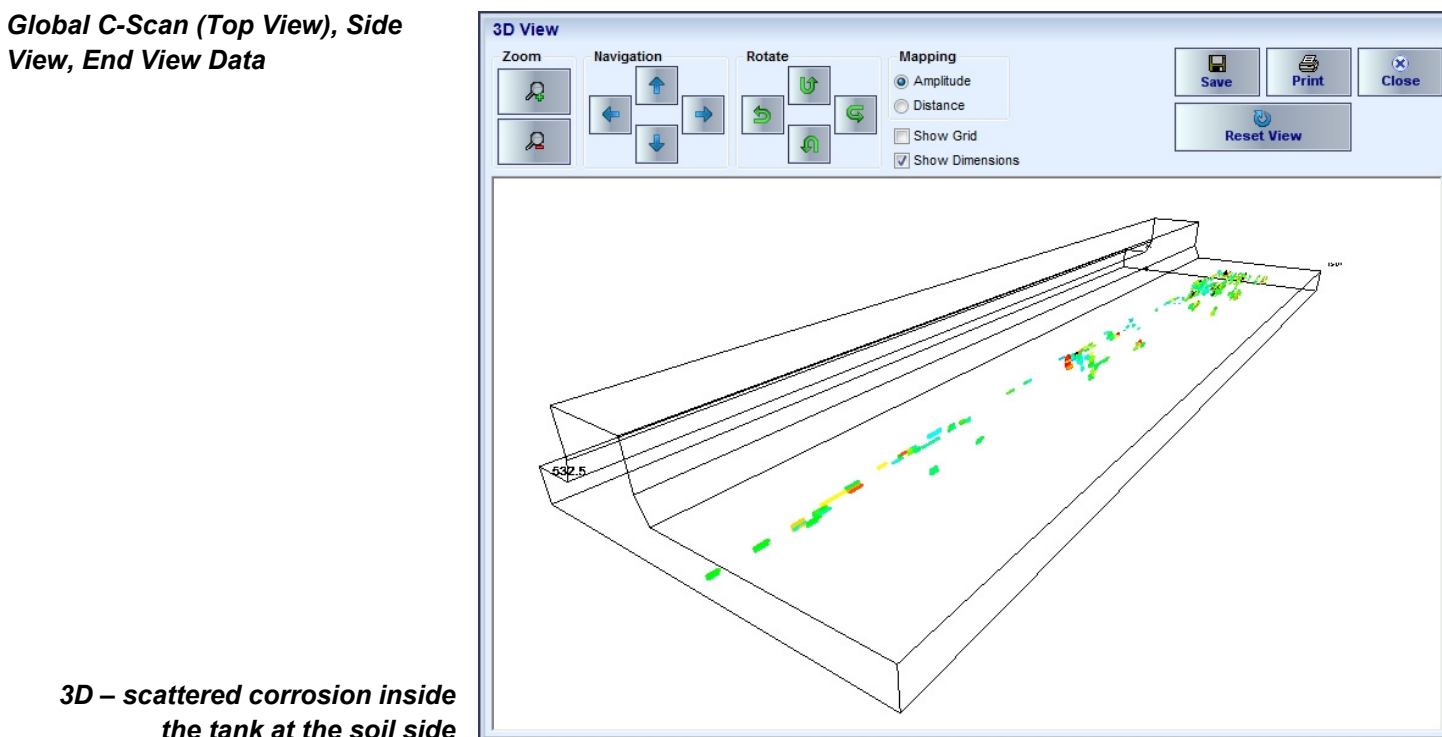 Global C-Scan (Top View), Side
View, End View Data
3D View
Zoom
Navigation
Rotate
Mapping
Amplitude
Distance
Show Grid
Show Dimensions
Save
Print
Close
Reset View
532.5
3D – scattered corrosion inside
the tank at the soil side